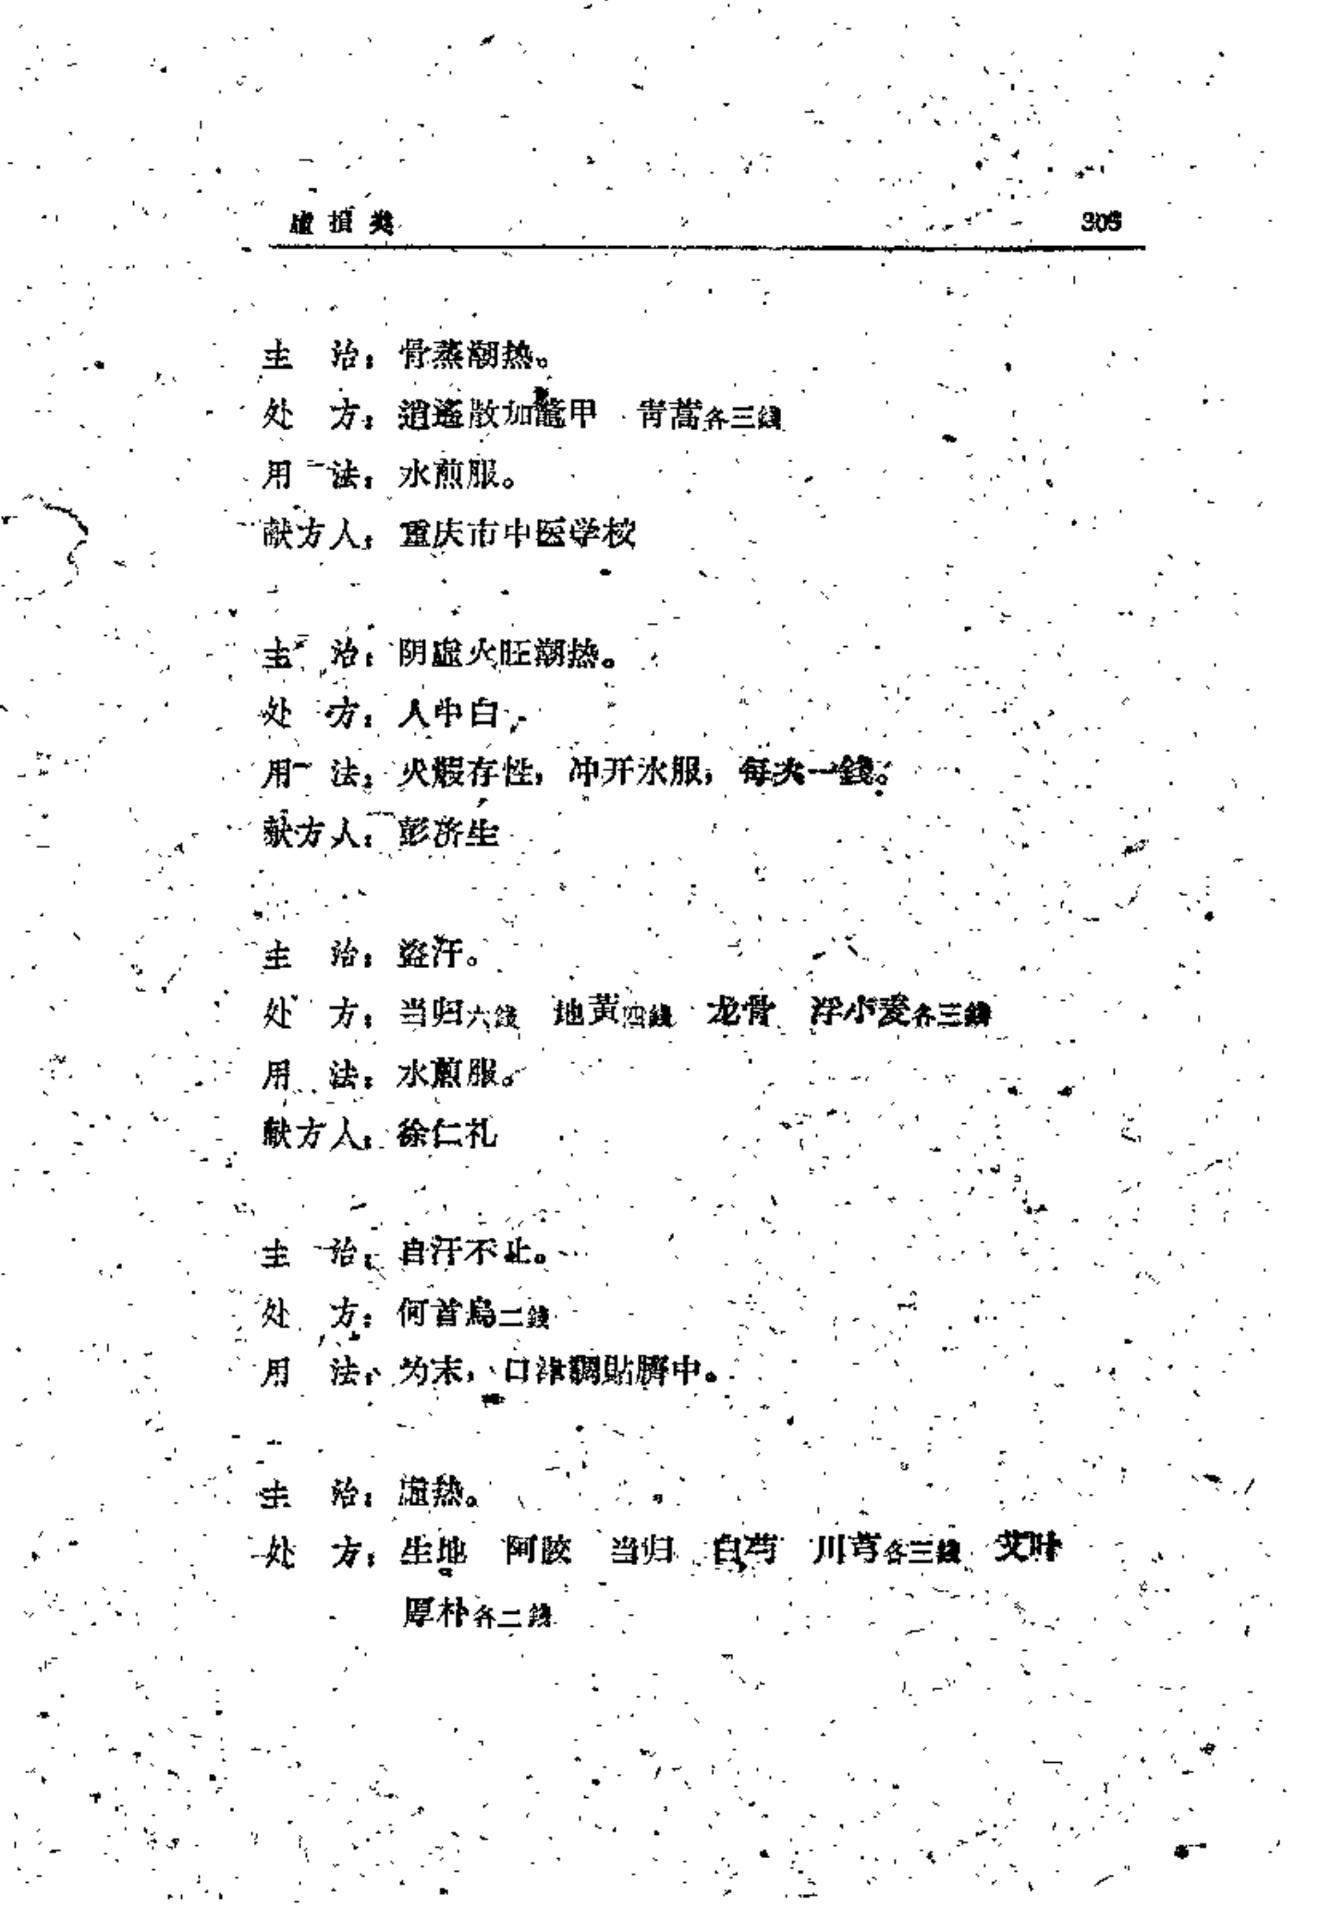 虚損类 305
主　治：骨蒸潮热。
处　方：逍遙散加鼈甲　青蒿各三錢
用　法：水煎服。
献方人：重庆市中医学校
主　治：阴虚火旺潮热。
处　方：人中白
用　法：火煅存性，冲开水服，每次一錢。
献方人：彭济生
主　治：盗汗。
处　方：当归六錢　地黃四錢　龙骨　浮小麦各三錢
用　法：水煎服。
献方人：徐仁礼
主　治：自汗不止。
处　方：何首烏二錢
用　法：为末，口津調貼臍中。
主　治：虚热。
处　方：生地　阿胶　当归　白芍　川芎各三錢　艾叶
厚朴各二錢